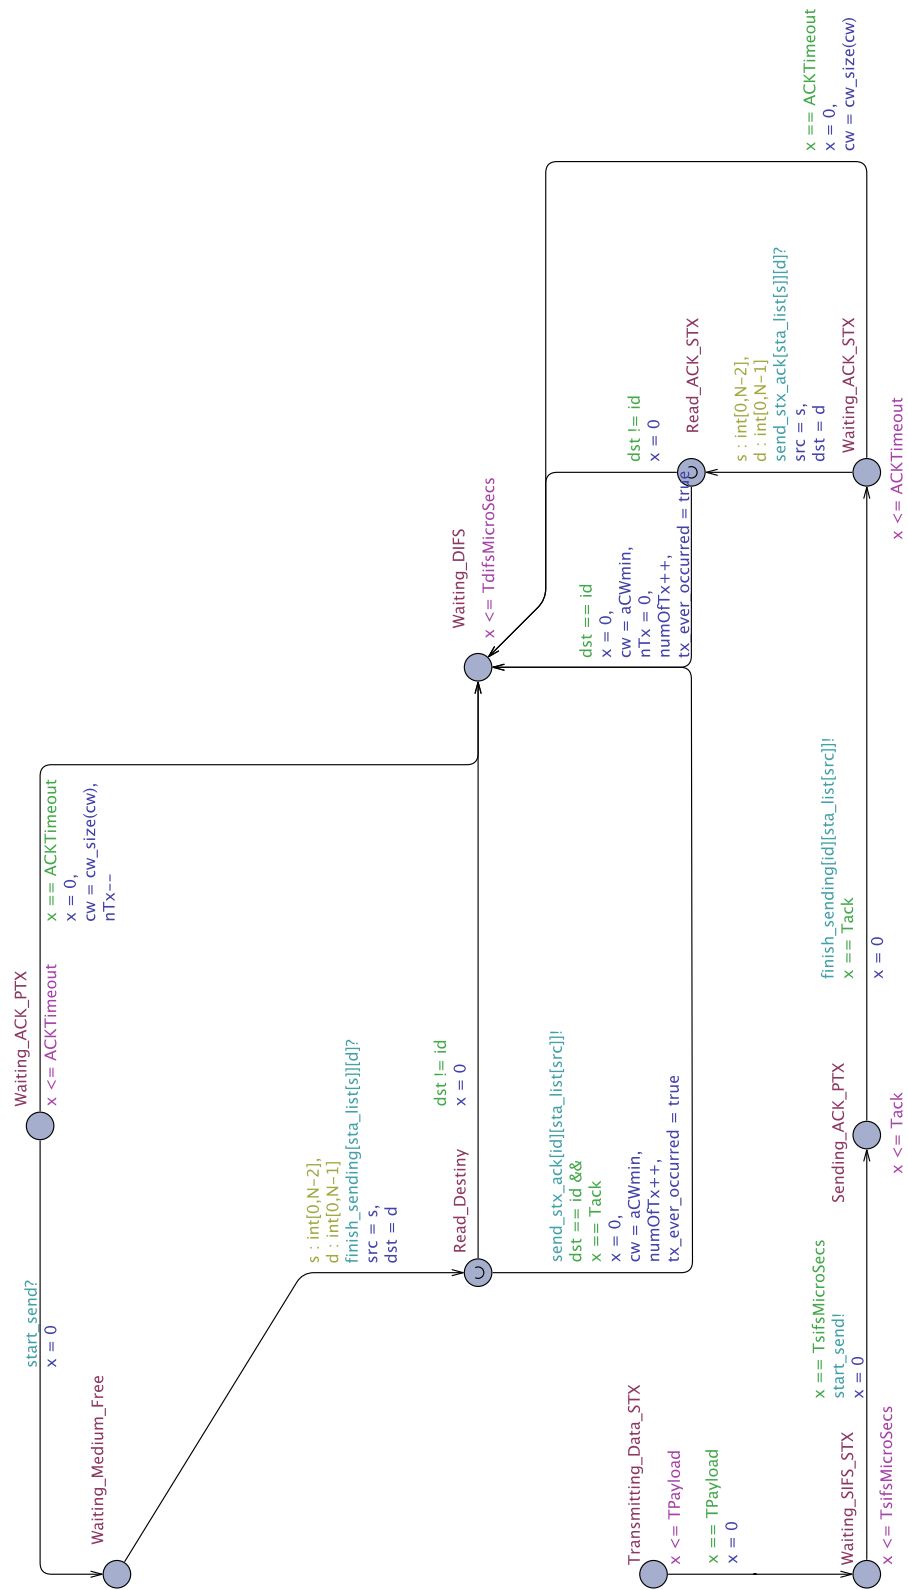 Waiting_ACK_PTX
x <= ACKTimeout
x == ACKTimeout
x = 0,
cw = cw_size(cw),
nTx--
start_send?
x = 0
Waiting_Medium_Free
s : int[0,N-2],
d : int[0,N-1]
finish_sending[sta_list[s]][d]?
src = s,
dst = d
Read_Destiny
dst != id
x = 0
Waiting_DIFS
x <= TdifsMicroSecs
send_stx_ack[id][sta_list[src]]!
dst == id &&
x == Tack
x = 0,
cw = aCWmin,
numOfTx++,
tx_ever_occurred = true
dst == id
x = 0,
cw = aCWmin,
nTx = 0,
numOfTx++,
tx_ever_occurred = true
dst != id
x = 0
Read_ACK_STX
s : int[0,N-2],
d : int[0,N-1]
send_stx_ack[sta_list[s]][d]?
src = s,
dst = d
x == ACKTimeout
x = 0,
cw = cw_size(cw)
Waiting_ACK_STX
x <= ACKTimeout
Transmitting_Data_STX
x <= TPayload
x == TPayload
x = 0
Waiting_SIFS_STX
x <= TsifsMicroSecs
x == TsifsMicroSecs
start_send!
x = 0
Sending_ACK_PTX
x <= Tack
finish_sending[id][sta_list[src]]!
x == Tack
x = 0